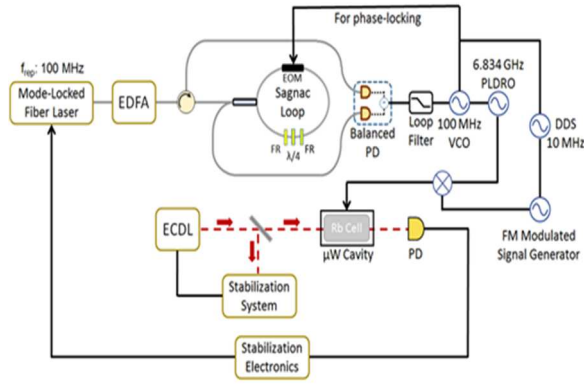 For phase-locking
f_rep: 100 MHz
Mode-Locked
Fiber Laser
EDFA
EOM
Sagnac
Loop
FR λ/4 FR
Balanced
PD
Loop
Filter
100 MHz
VCO
6.834 GHz
PLDRO
DDS
10 MHz
ECDL
Rb Cell
μW Cavity
PD
FM Modulated
Signal Generator
Stabilization
System
Stabilization
Electronics